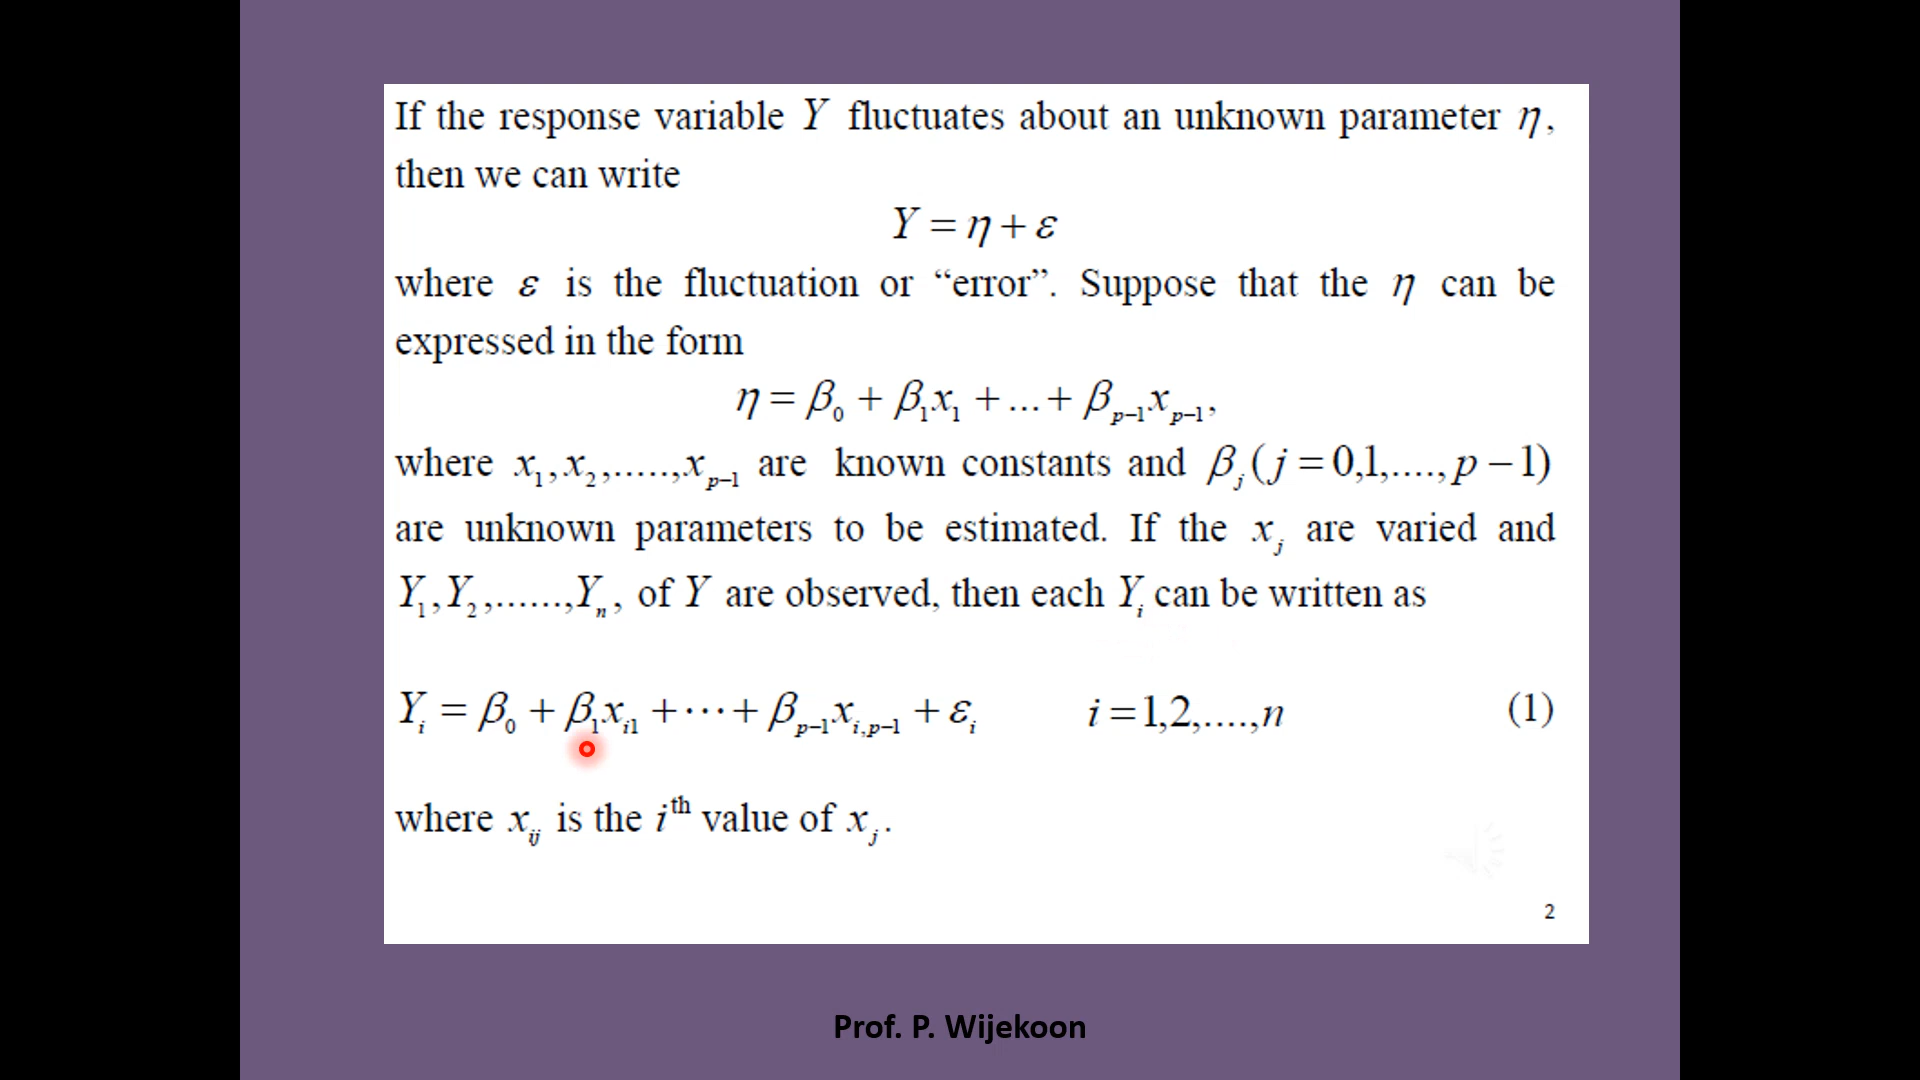 If the response variable Y fluctuates about an unknown parameter η,
then we can write
Y = η + ε
where ε is the fluctuation or “error”. Suppose that the η can be
expressed in the form
η = β₀ + β₁x₁ + ... + βₚ₋₁xₚ₋₁,
where x₁,x₂,.....,xₚ₋₁ are known constants and βⱼ(j = 0,1,....,p − 1)
are unknown parameters to be estimated. If the xⱼ are varied and
Y₁,Y₂,......,Yₙ, of Y are observed, then each Yᵢ can be written as
Yᵢ = β₀ + β₁xᵢ₁ + ··· + βₚ₋₁xᵢ,ₚ₋₁ + εᵢ i = 1,2,....,n (1)
where xᵢⱼ is the iᵗʰ value of xⱼ.
2
Prof. P. Wijekoon